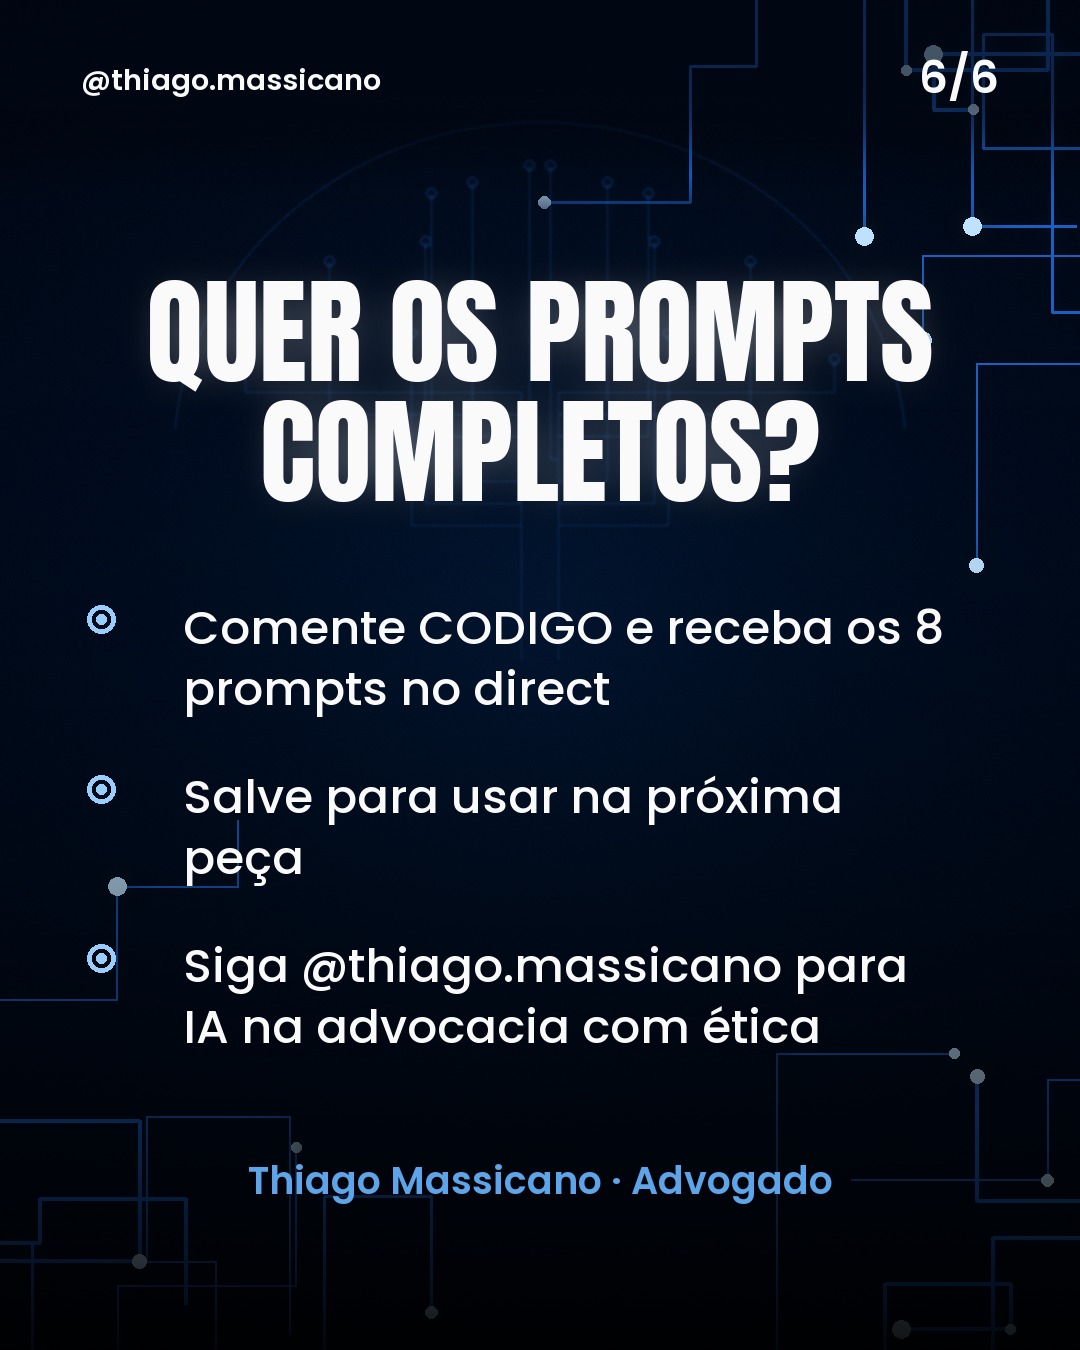 @thiago.massicano
6/6
QUER OS PROMPTS
COMPLETOS?
Comente CODIGO e receba os 8
prompts no direct
Salve para usar na próxima
peça
Siga @thiago.massicano para
IA na advocacia com ética
Thiago Massicano · Advogado